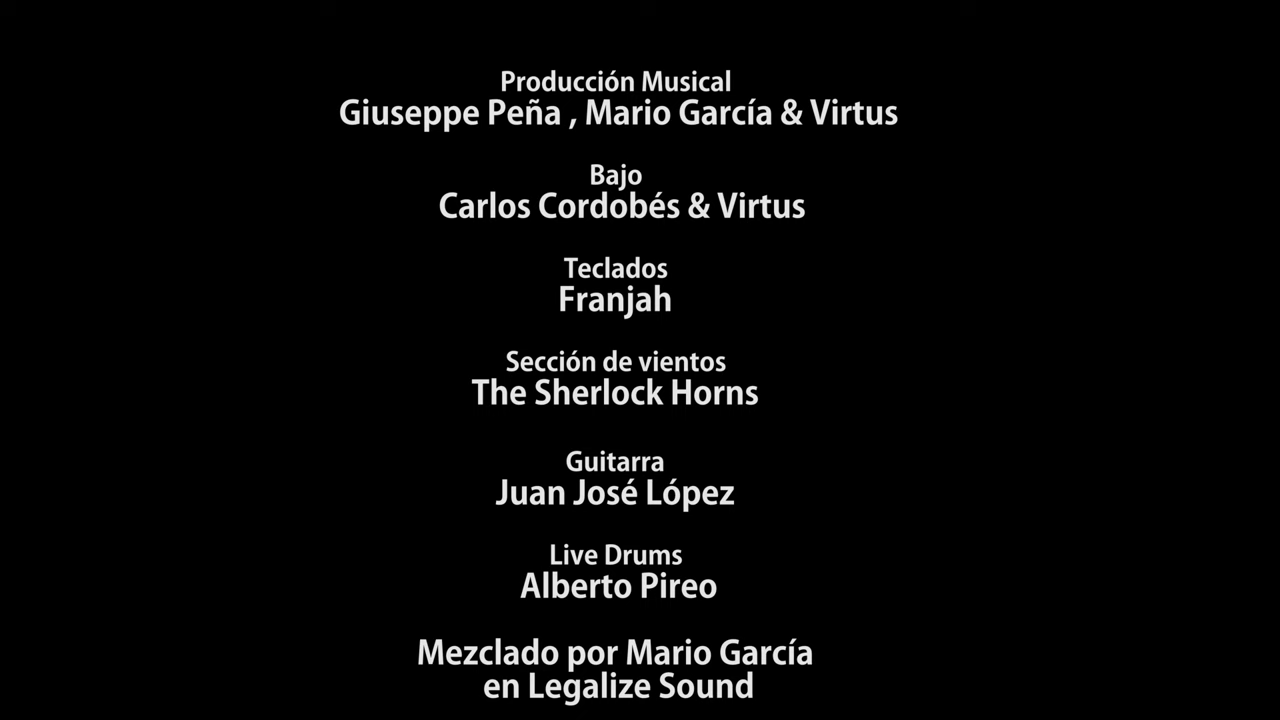 Producción Musical
Giuseppe Peña , Mario García & Virtus
Bajo
Carlos Cordobés & Virtus
Teclados
Franjah
Sección de vientos
The Sherlock Horns
Guitarra
Juan José López
Live Drums
Alberto Pireo
Mezclado por Mario García
en Legalize Sound